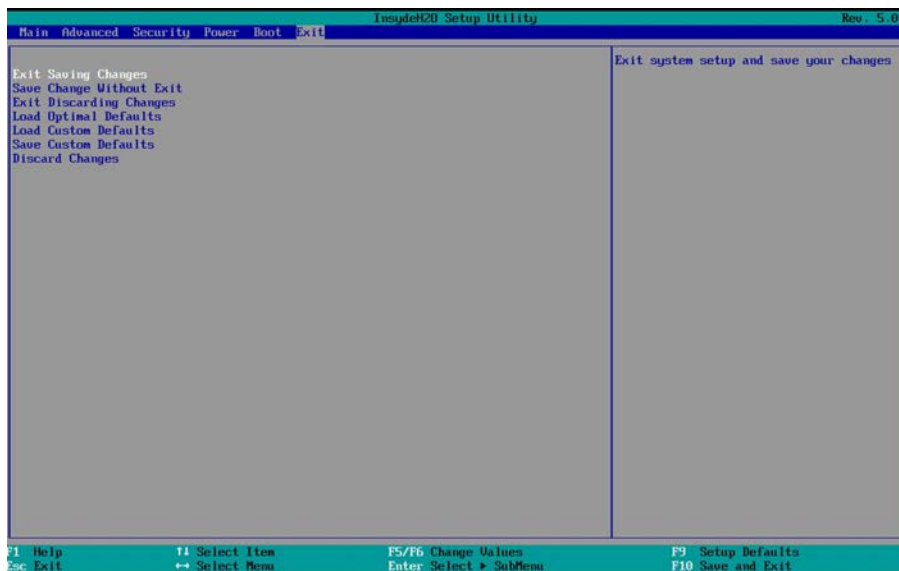 InsydeH20 Setup Utility Rev. 5.0
Main Advanced Security Power Boot Exit
Exit Saving Changes
Save Change Without Exit
Exit Discarding Changes
Load Optimal Defaults
Load Custom Defaults
Save Custom Defaults
Discard Changes
Exit system setup and save your changes
F1 Help ↑↓ Select Item F5/F6 Change Values F9 Setup Defaults
Esc Exit ↔ Select Menu Enter Select ▶ SubMenu F10 Save and Exit